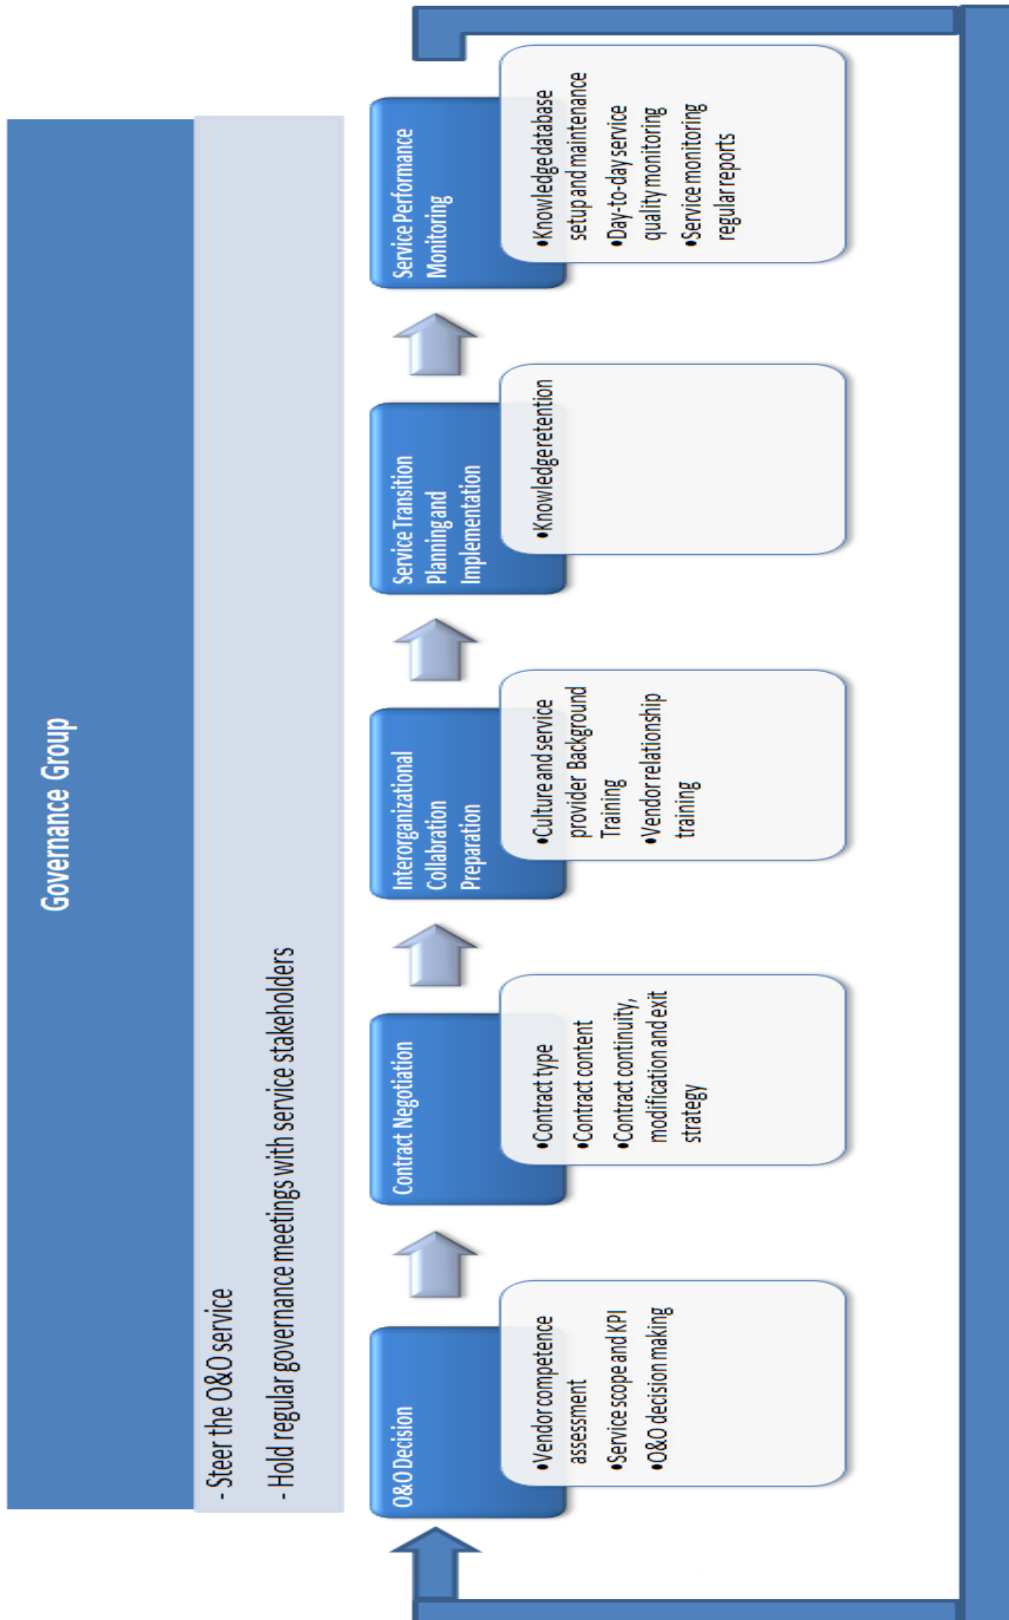 Governance Group
- Steer the O&O service
- Hold regular governance meetings with service stakeholders
O&O Decision
•Vendor competence
assessment
•Service scope and KPI
•O&O decision making
Contract Negotiation
•Contract type
•Contract content
•Contract continuity,
modification and exit
strategy
Interorganizational
Collabration
Preparation
•Culture and service
provider Background
Training
•Vendor relationship
training
Service Transition
Planning and
Implementation
•Knowledge retention
Service Performance
Monitoring
•Knowledge database
setup and maintenance
•Day-to-day service
quality monitoring
•Service monitoring
regular reports